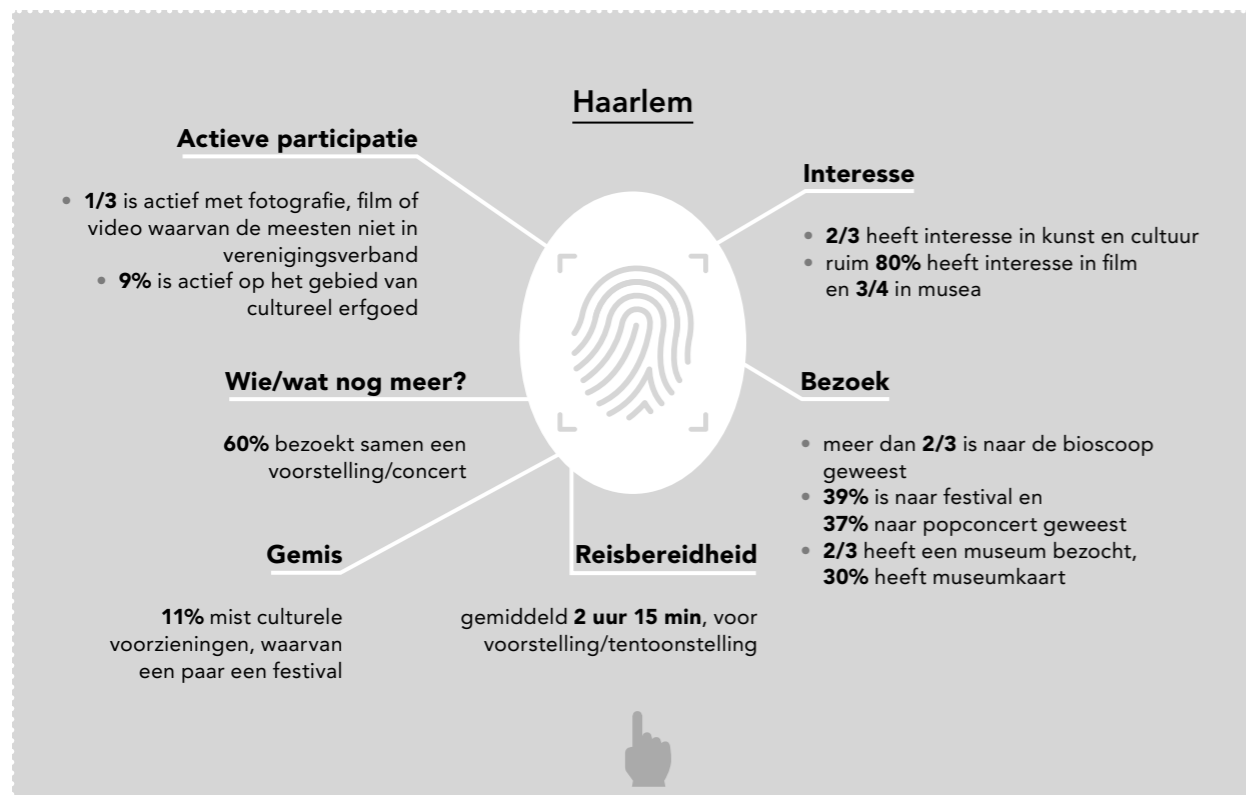 Haarlem
Actieve participatie
• 1/3 is actief met fotografie, film of
video waarvan de meesten niet in
verenigingsverband
• 9% is actief op het gebied van
cultureel erfgoed
Interesse
• 2/3 heeft interesse in kunst en cultuur
• ruim 80% heeft interesse in film
en 3/4 in musea
Wie/wat nog meer?
60% bezoekt samen een
voorstelling/concert
Bezoek
• meer dan 2/3 is naar de bioscoop
geweest
• 39% is naar festival en
37% naar popconcert geweest
• 2/3 heeft een museum bezocht,
30% heeft museumkaart
Gemis
11% mist culturele
voorzieningen, waarvan
een paar een festival
Reisbereidheid
gemiddeld 2 uur 15 min, voor
voorstelling/tentoonstelling